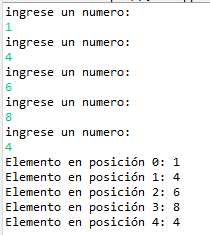 ingrese un numero:
1
ingrese un numero:
4
ingrese un numero:
6
ingrese un numero:
8
ingrese un numero:
4
Elemento en posición 0: 1
Elemento en posición 1: 4
Elemento en posición 2: 6
Elemento en posición 3: 8
Elemento en posición 4: 4